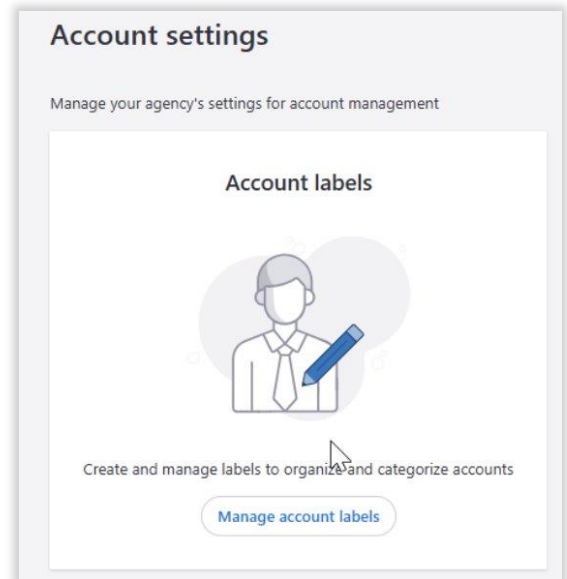 Account settings
Manage your agency's settings for account management
Account labels
Create and manage labels to organize and categorize accounts
Manage account labels